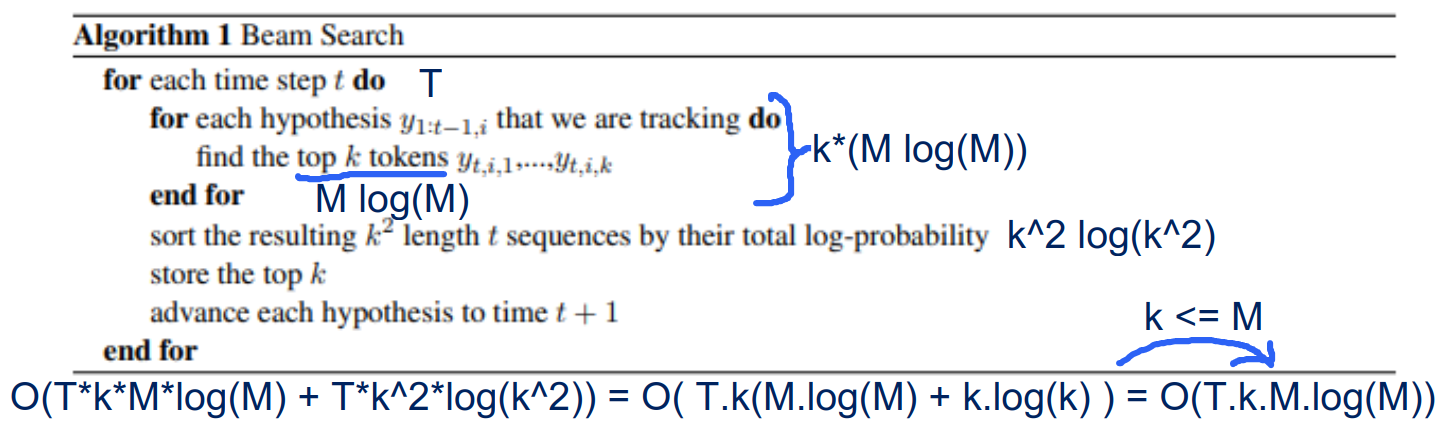 Algorithm 1 Beam Search
for each time step t do T
for each hypothesis y₁:t−1,i that we are tracking do
k*(M log(M))
find the top k tokens yt,i,1,...,yt,i,k
end for
M log(M)
sort the resulting k² length t sequences by their total log-probability k^2 log(k^2)
store the top k
advance each hypothesis to time t + 1
k <= M
end for
O(T*k*M*log(M) + T*k^2*log(k^2)) = O( T.k(M.log(M) + k.log(k) ) = O(T.k.M.log(M))